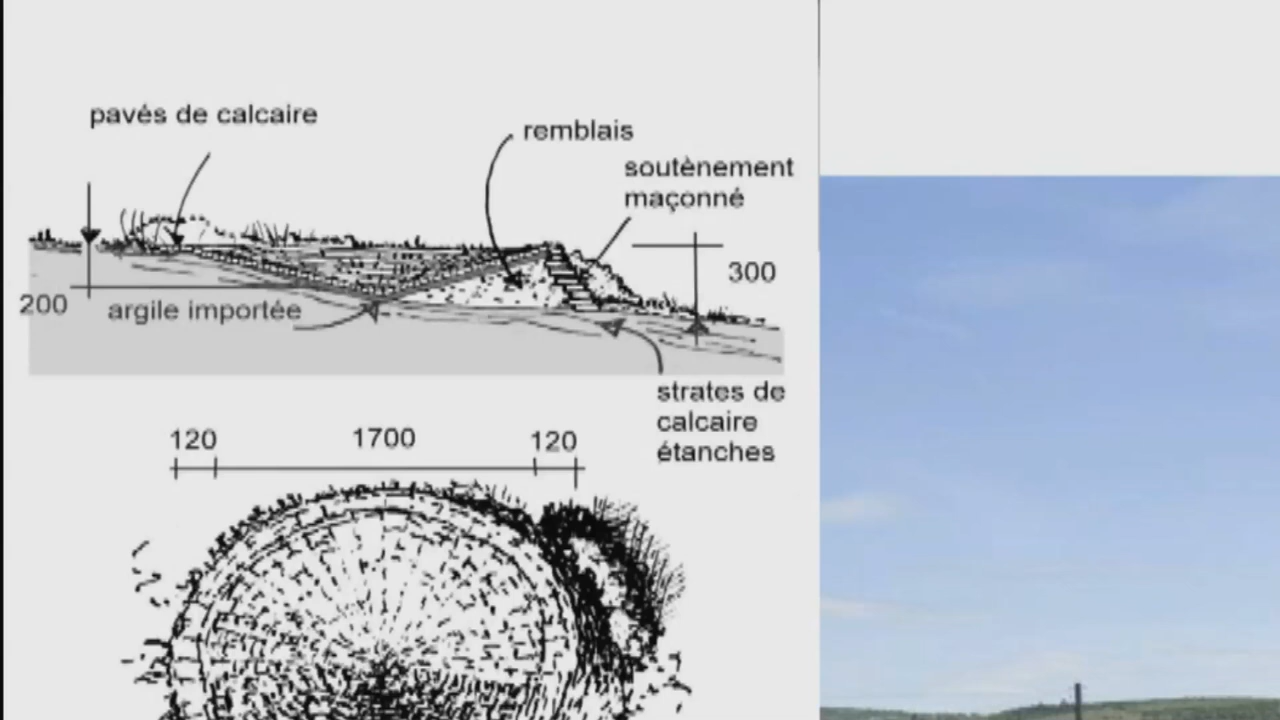 pavés de calcaire
remblais
soutènement
maçonné
300
200
argile importée
strates de
calcaire
étanches
120
1700
120